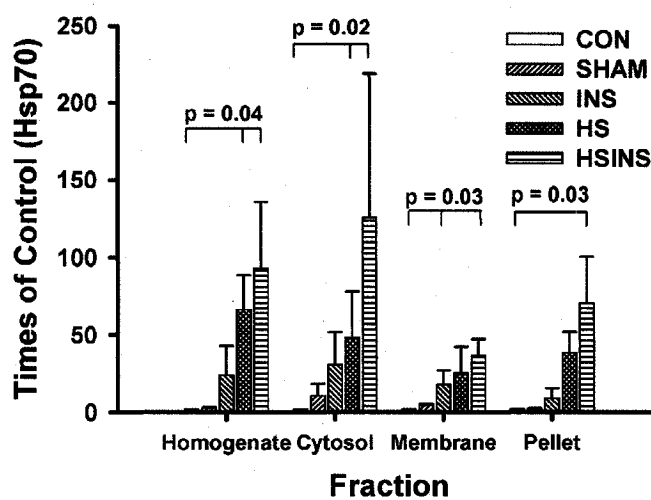 250
200
150
100
50
0
Times of Control (Hsp70)
p = 0.04
p = 0.02
p = 0.03
p = 0.03
CON
SHAM
INS
HS
HSINS
Homogenate Cytosol Membrane Pellet
Fraction